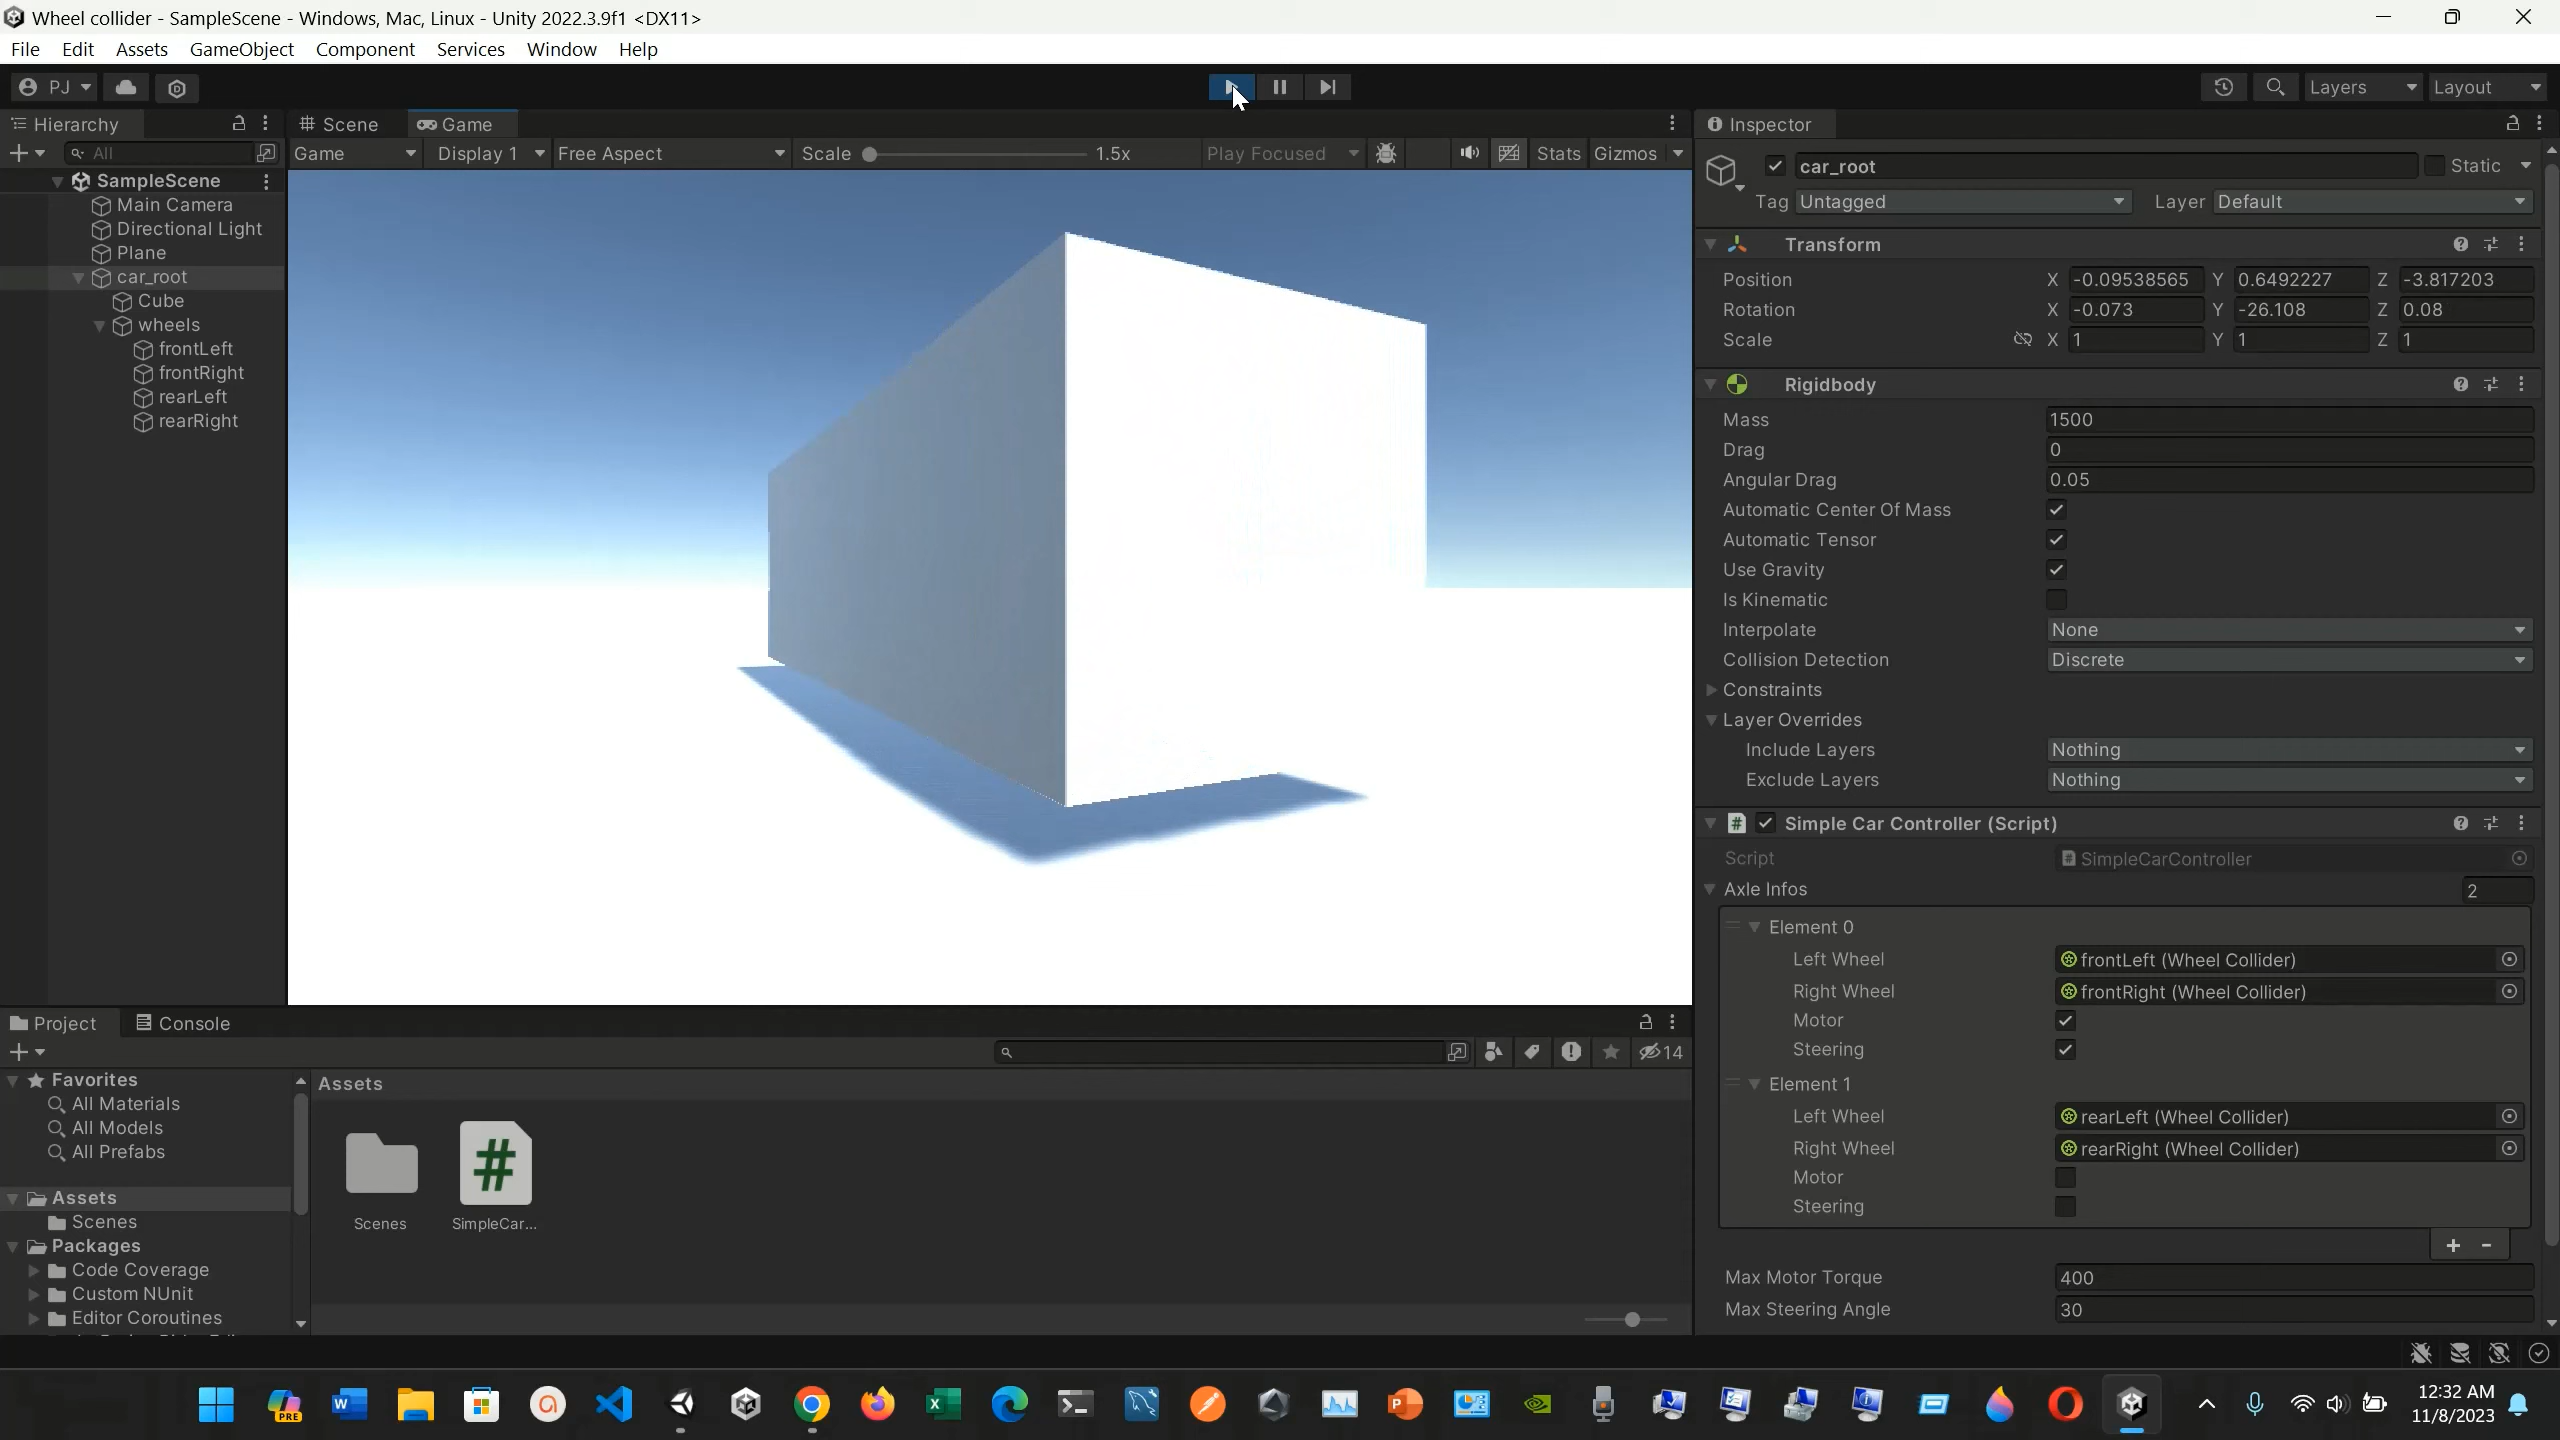 Wheel collider - SampleScene - Windows, Mac, Linux - Unity 2022.3.9f1 <DX11>
File Edit Assets GameObject Component Services Window Help
PJ
Layers
Layout
Hierarchy
Scene
Game
Inspector
All
Game
Display 1
Free Aspect
Scale
1.5x
Play Focused
Stats
Gizmos
SampleScene
Main Camera
Directional Light
Plane
car_root
Cube
wheels
frontLeft
frontRight
rearLeft
rearRight
car_root
Static
Tag Untagged
Layer Default
Transform
Position X -0.09538565 Y 0.6492227 Z -3.817203
Rotation X -0.073 Y -26.108 Z 0.08
Scale X 1 Y 1 Z 1
Rigidbody
Mass 1500
Drag 0
Angular Drag 0.05
Automatic Center Of Mass
Automatic Tensor
Use Gravity
Is Kinematic
Interpolate None
Collision Detection Discrete
Constraints
Layer Overrides
Include Layers Nothing
Exclude Layers Nothing
# Simple Car Controller (Script)
Script # SimpleCarController
Axle Infos 2
Element 0
Left Wheel frontLeft (Wheel Collider)
Right Wheel frontRight (Wheel Collider)
Motor
Steering
Element 1
Left Wheel rearLeft (Wheel Collider)
Right Wheel rearRight (Wheel Collider)
Motor
Steering
+ -
Max Motor Torque 400
Max Steering Angle 30
Project
Console
14
Favorites
All Materials
All Models
All Prefabs
Assets
Scenes
Packages
Code Coverage
Custom NUnit
Editor Coroutines
Assets
#
Scenes
SimpleCar...
PRE
12:32 AM
11/8/2023